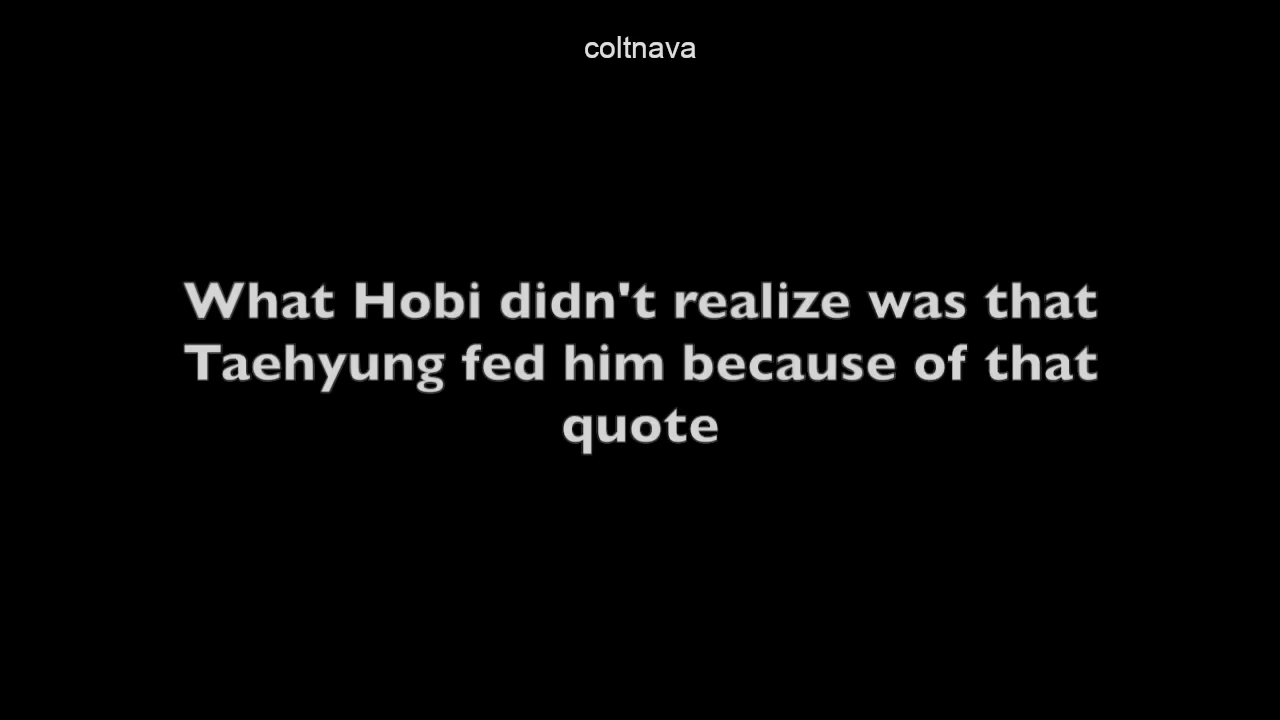 coltnava
What Hobi didn't realize was that
Taehyung fed him because of that
quote